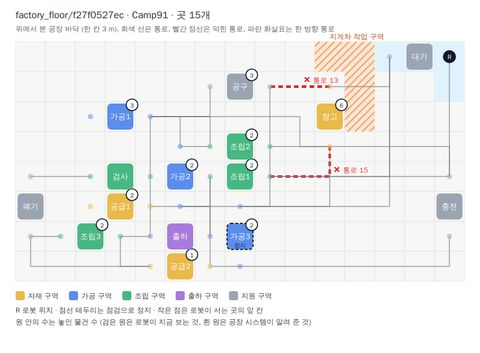 factory_floor/f27f0527ec · Camp91 · 곳 15개
위에서 본 공장 바닥 (한 칸 3 m). 회색 선은 통로, 빨간 점선은 막힌 통로, 파란 화살표는 한 방향 통로
지게차 작업 구역
대기
R
3
공구
✕ 통로 13
3
가공1
6
창고
2
조립2
검사
2
가공2
2
조립1
✕ 통로 15
폐기
2
공급1
충전
2
조립3
출하
2
가공3
1
공급2
자재 구역
가공 구역
조립 구역
출하 구역
지원 구역
R 로봇 위치 · 점선 테두리는 점검으로 정지 · 작은 점은 로봇이 서는 곳의 앞 칸
원 안의 수는 놓인 물건 수 (검은 원은 로봇이 지금 보는 것, 흰 원은 공장 시스템이 알려 준 것)